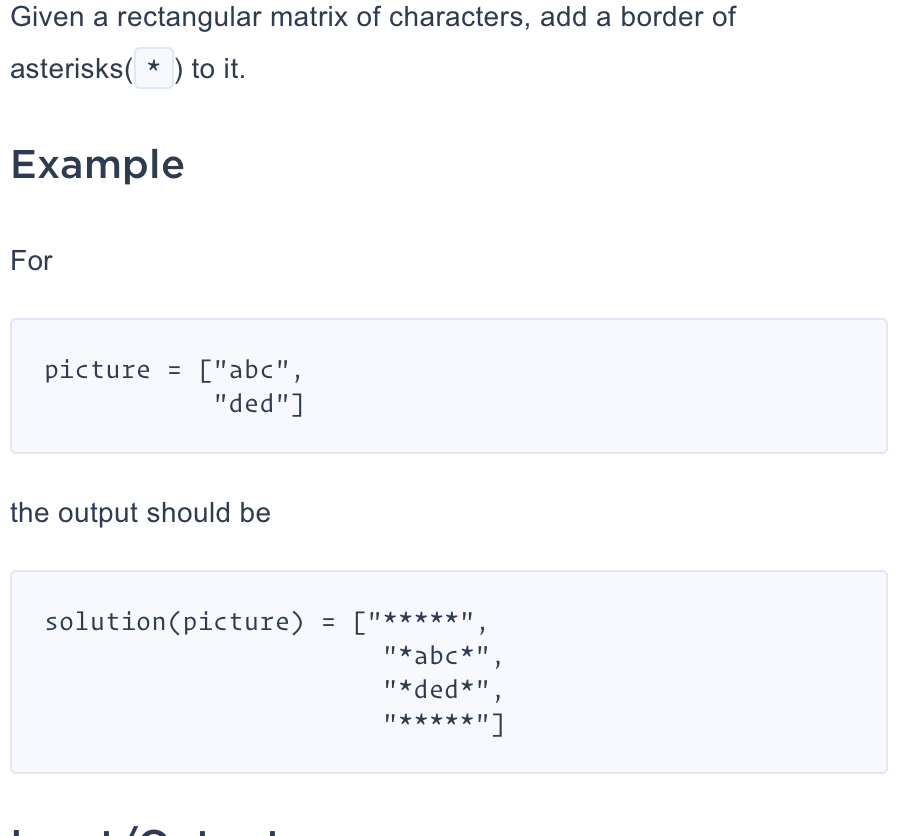 Given a rectangular matrix of characters, add a border of
asterisks( * ) to it.
Example
For
picture = ["abc",
           "ded"]
the output should be
solution(picture) = ["*****",
                      "*abc*",
                      "*ded*",
                      "*****"]